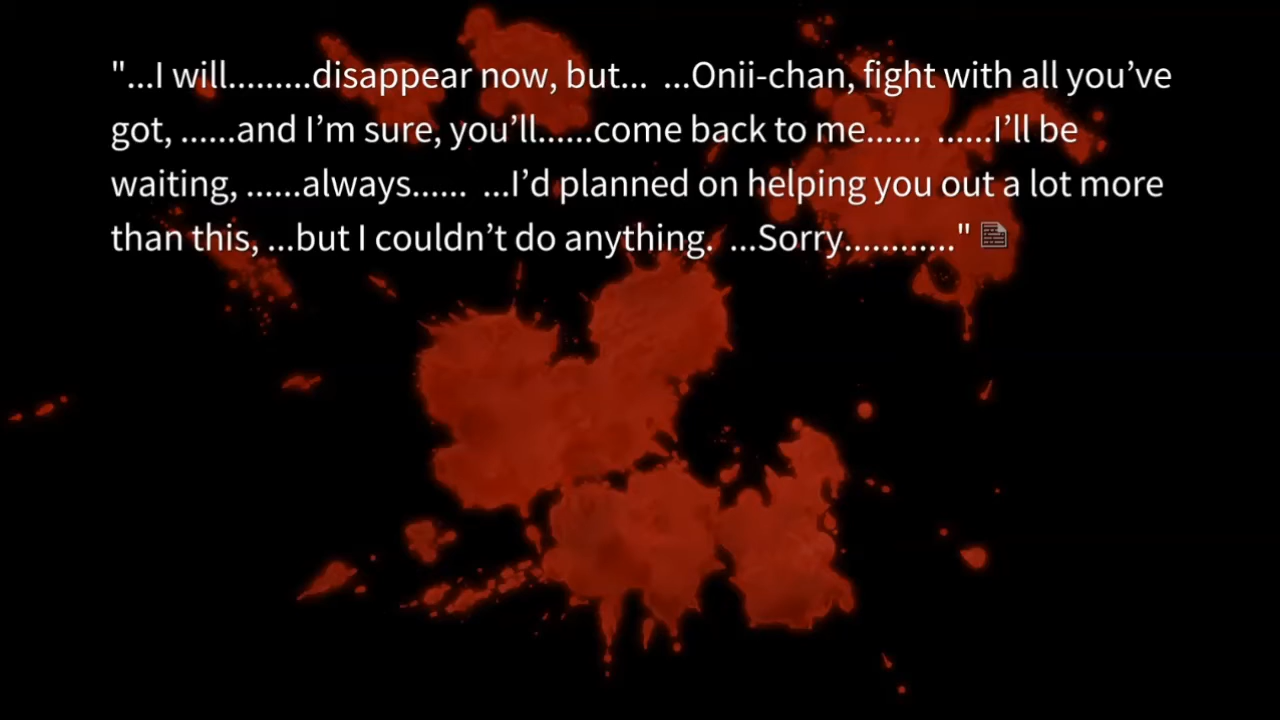 "...I will.........disappear now, but...  ...Onii-chan, fight with all you’ve
got, ......and I’m sure, you’ll......come back to me......  ......I’ll be
waiting, ......always......  ...I’d planned on helping you out a lot more
than this, ...but I couldn’t do anything.  ...Sorry............"